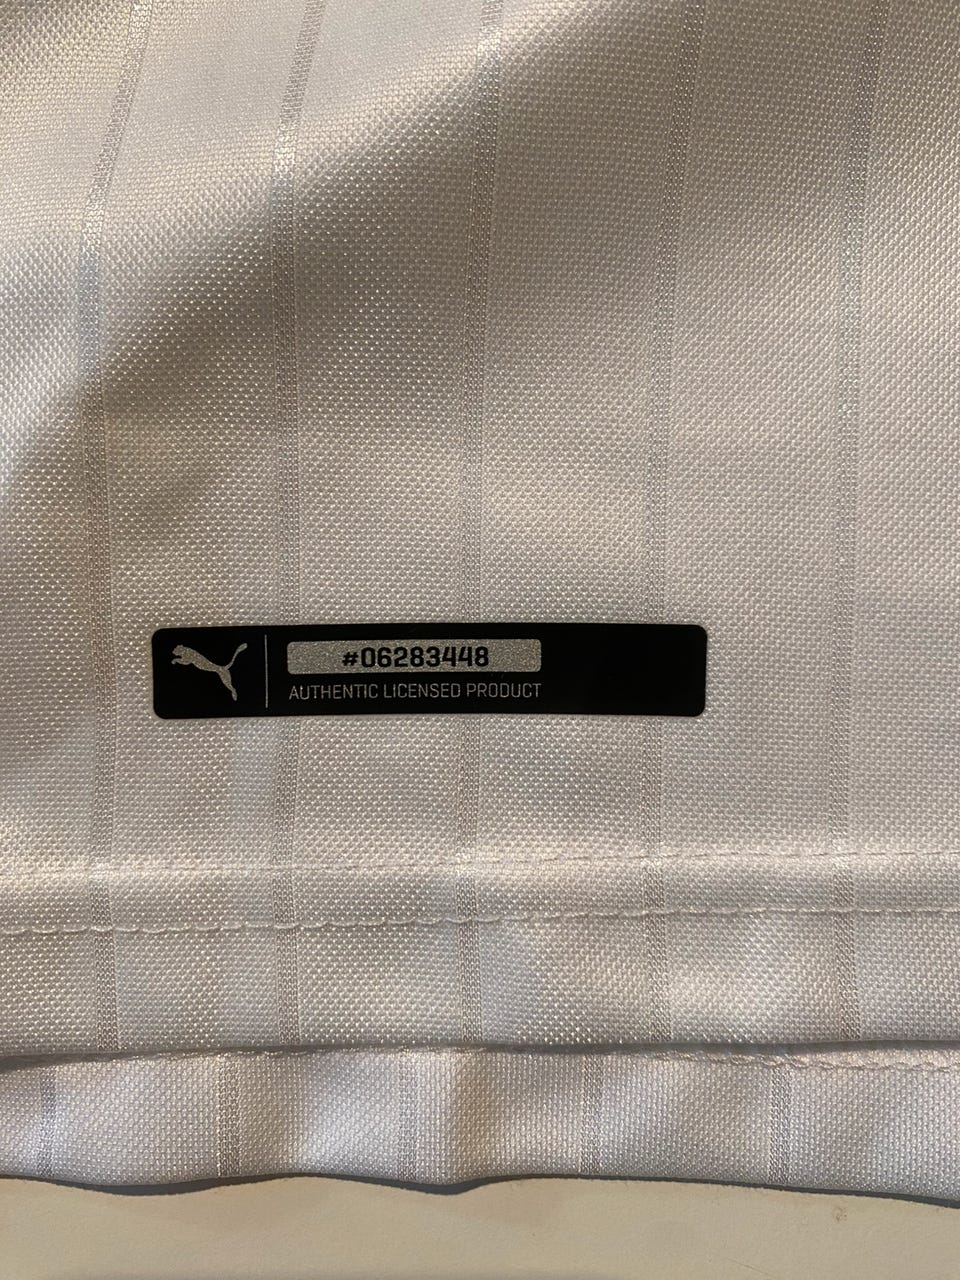 #06283448
AUTHENTIC LICENSED PRODUCT